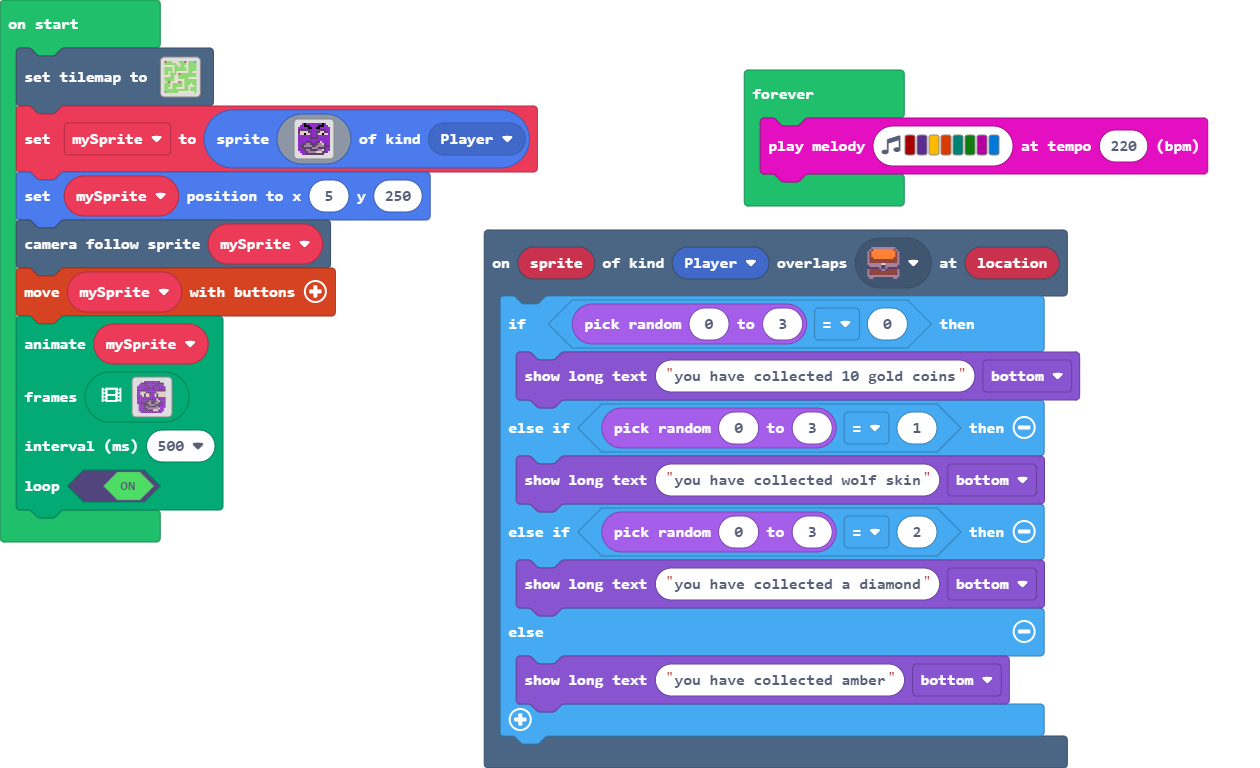 on start
set tilemap to
set mySprite to sprite of kind Player
set mySprite position to x 5 y 250
camera follow sprite mySprite
move mySprite with buttons
animate mySprite
frames
interval (ms) 500
loop ON
forever
play melody at tempo 220 (bpm)
on sprite of kind Player overlaps at location
if pick random 0 to 3 = 0 then
show long text "you have collected 10 gold coins" bottom
else if pick random 0 to 3 = 1 then
show long text "you have collected wolf skin" bottom
else if pick random 0 to 3 = 2 then
show long text "you have collected a diamond" bottom
else
show long text "you have collected amber" bottom